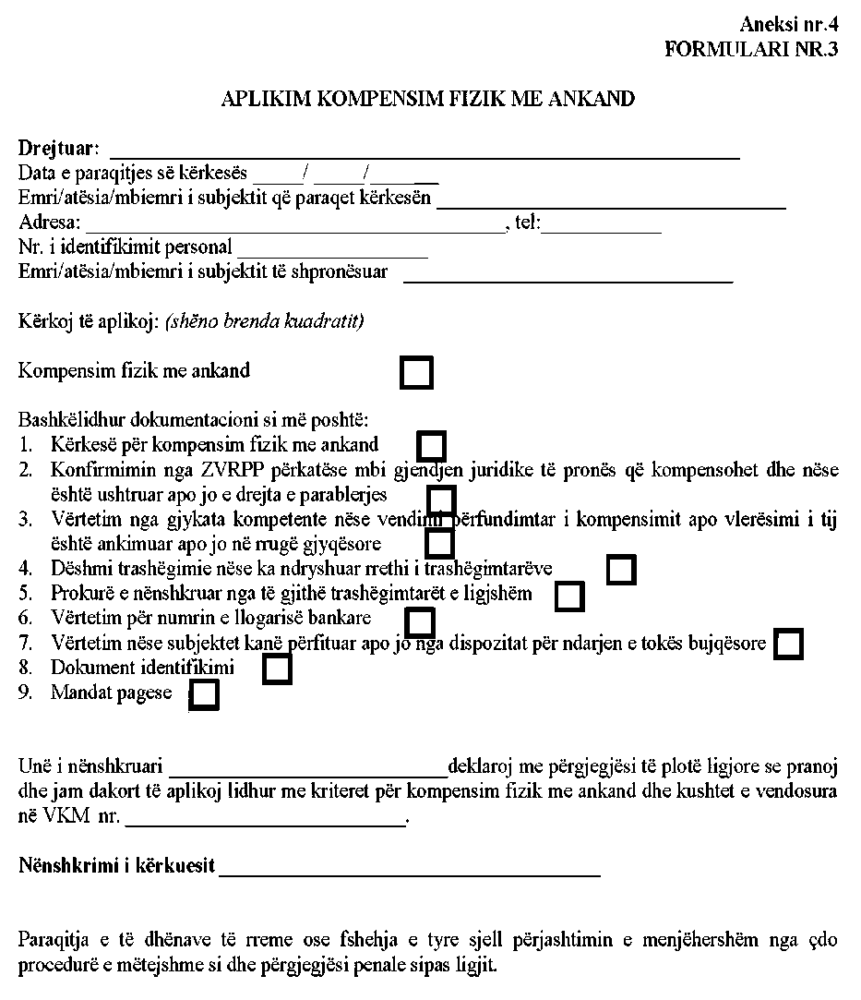 Aneksi nr.4
FORMULARI NR.3
APLIKIM KOMPENSIM FIZIK ME ANKAND
Drejtuar: ____________________
Data e paraqitjes së kërkesës _____/_____/_______
Emri/atësia/mbiemri i subjektit që paraqet kërkesën ____________________
Adresa: ____________________, tel:____________
Nr. i identifikimit personal ____________________
Emri/atësia/mbiemri i subjektit të shpronësuar ____________________
Kërkoj të aplikoj: (shëno brenda kuadratit)
Kompensim fizik me ankand
Bashkëlidhur dokumentacioni si më poshtë:
1. Kërkesë për kompensim fizik me ankand
2. Konfirmimin nga ZVRPP përkatëse mbi gjendjen juridike të pronës që kompensohet dhe nëse
është ushtruar apo jo e drejta e parablerjes
3. Vërtetim nga gjykata kompetente nëse vendimi përfundimtar i kompensimit apo vlerësimi i tij
është ankimuar apo jo në rrugë gjyqësore
4. Dëshmi trashëgimie nëse ka ndryshuar rrethi i trashëgimtarëve
5. Prokurë e nënshkruar nga të gjithë trashëgimtarët e ligjshëm
6. Vërtetim për numrin e llogarisë bankare
7. Vërtetim nëse subjektet kanë përfituar apo jo nga dispozitat për ndarjen e tokës bujqësore
8. Dokument identifikimi
9. Mandat pagese
Unë i nënshkruari ____________________deklaroj me përgjegjësi të plotë ligjore se pranoj
dhe jam dakort të aplikoj lidhur me kriteret për kompensim fizik me ankand dhe kushtet e vendosura
në VKM nr. ____________________.
Nënshkrimi i kërkuesit ____________________
Paraqitja e të dhënave të rreme ose fshehja e tyre sjell përjashtimin e menjëhershëm nga çdo
procedurë e mëtejshme si dhe përgjegjësi penale sipas ligjit.